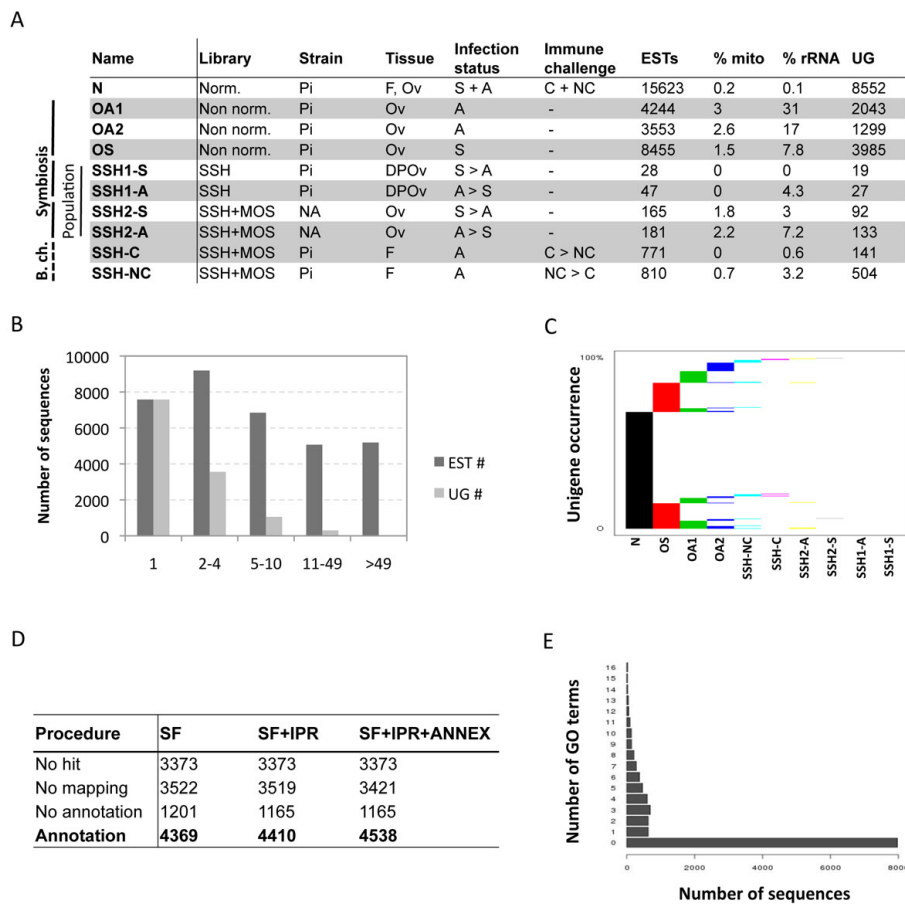 A
Name Library Strain Tissue Infection status Immune challenge ESTs % mito % rRNA UG
N Norm. Pi F, Ov S + A C + NC 15623 0.2 0.1 8552
OA1 Non norm. Pi Ov A - 4244 3 31 2043
OA2 Non norm. Pi Ov A - 3553 2.6 17 1299
OS Non norm. Pi Ov S - 8455 1.5 7.8 3985
SSH1-S SSH Pi DPOv S > A - 28 0 0 19
SSH1-A SSH Pi DPOv A > S - 47 0 4.3 27
SSH2-S SSH+MOS NA Ov S > A - 165 1.8 3 92
SSH2-A SSH+MOS NA Ov A > S - 181 2.2 7.2 133
SSH-C SSH+MOS Pi F A C > NC 771 0 0.6 141
SSH-NC SSH+MOS Pi F A NC > C 810 0.7 3.2 504
Symbiosis
Population
B. ch.
B
Number of sequences
10000
8000
6000
4000
2000
0
1 2-4 5-10 11-49 >49
EST #
UG #
C
Unigene occurrence
100%
0
N OS OA1 OA2 SSH-NC SSH-C SSH2-A SSH2-S SSH1-A SSH1-S
D
Procedure SF SF+IPR SF+IPR+ANNEX
No hit 3373 3373 3373
No mapping 3522 3519 3421
No annotation 1201 1165 1165
Annotation 4369 4410 4538
E
Number of GO terms
16
15
14
13
12
11
10
9
8
7
6
5
4
3
2
1
0
0 2000 4000 6000 8000
Number of sequences